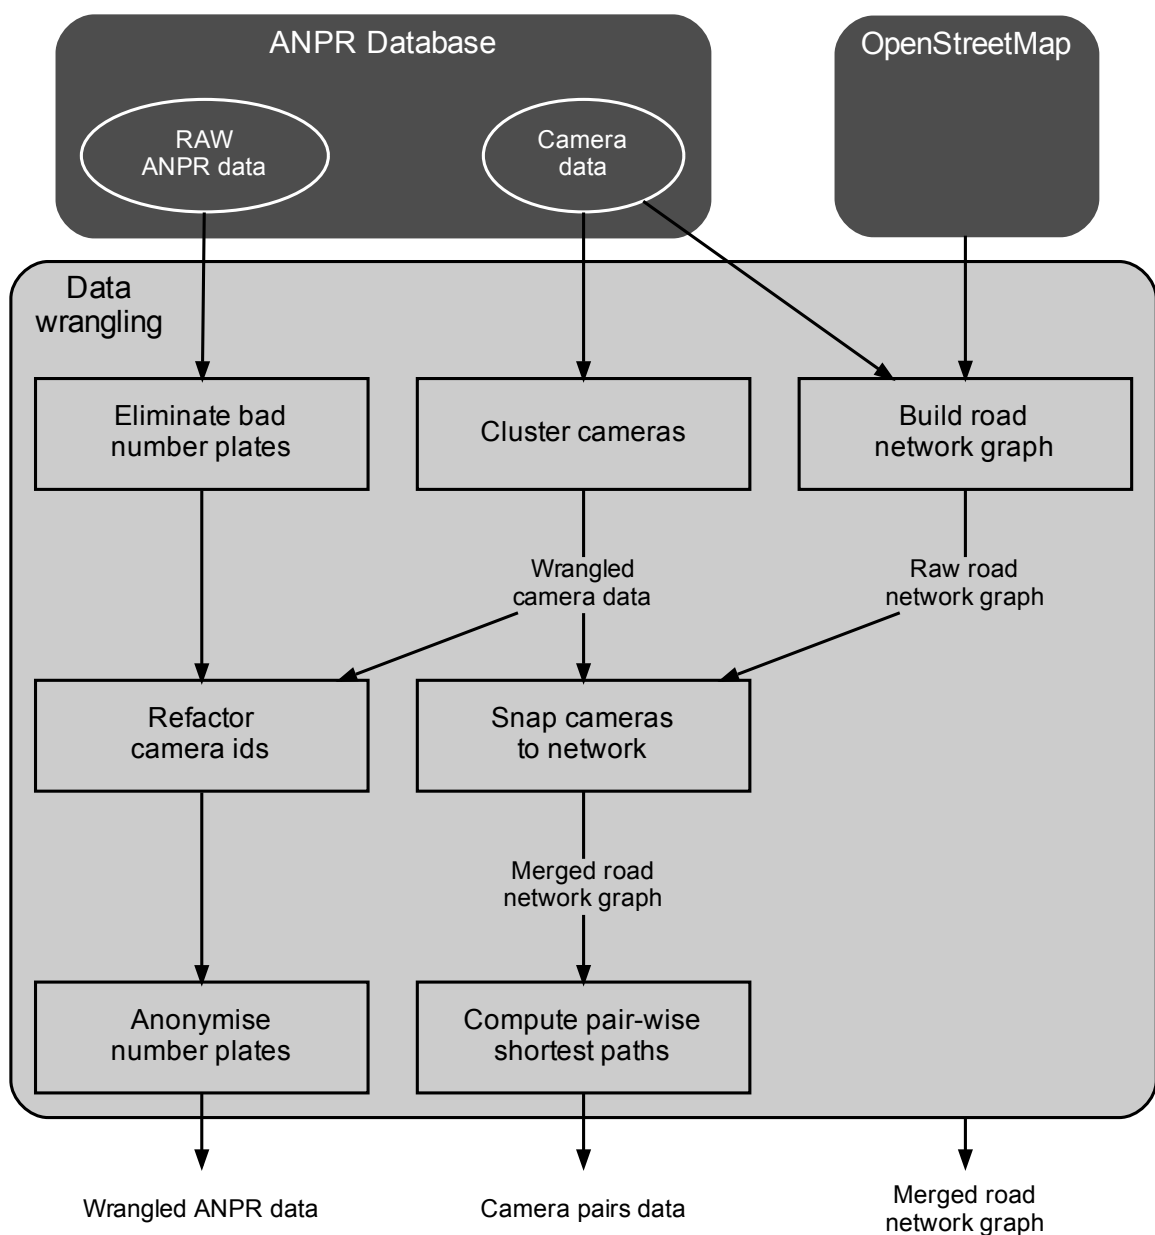 ANPR Database
OpenStreetMap
RAW
ANPR data
Camera
data
Data
wrangling
Eliminate bad
number plates
Cluster cameras
Build road
network graph
Wrangled
camera data
Raw road
network graph
Refactor
camera ids
Snap cameras
to network
Merged road
network graph
Anonymise
number plates
Compute pair-wise
shortest paths
Wrangled ANPR data
Camera pairs data
Merged road
network graph